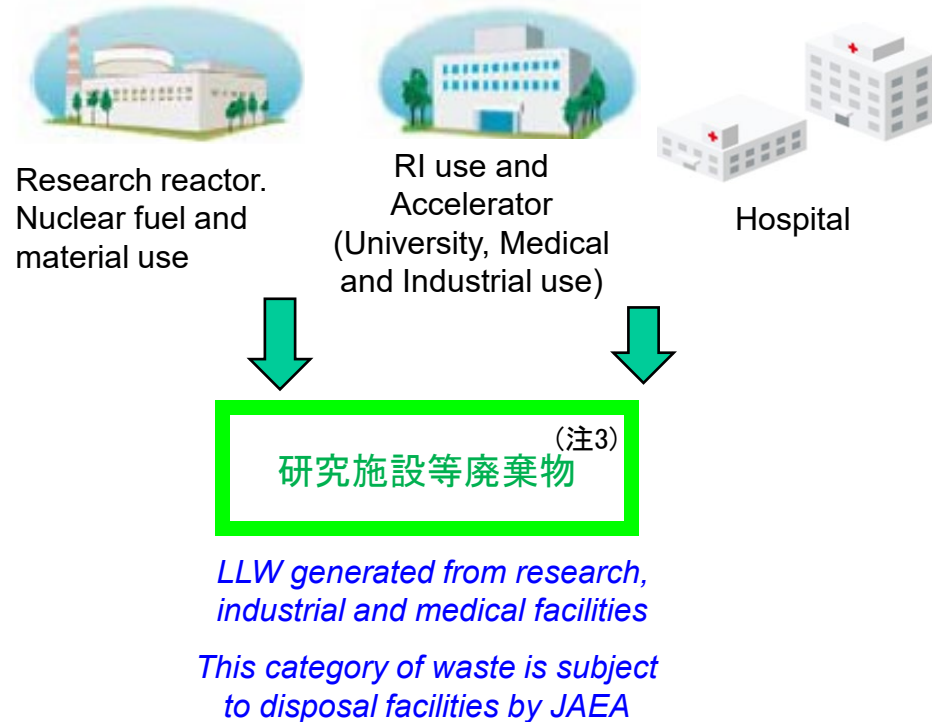 Research reactor.
Nuclear fuel and
material use
RI use and
Accelerator
(University, Medical
and Industrial use)
Hospital
(注3)
研究施設等廃棄物
LLW generated from research,
industrial and medical facilities
This category of waste is subject
to disposal facilities by JAEA